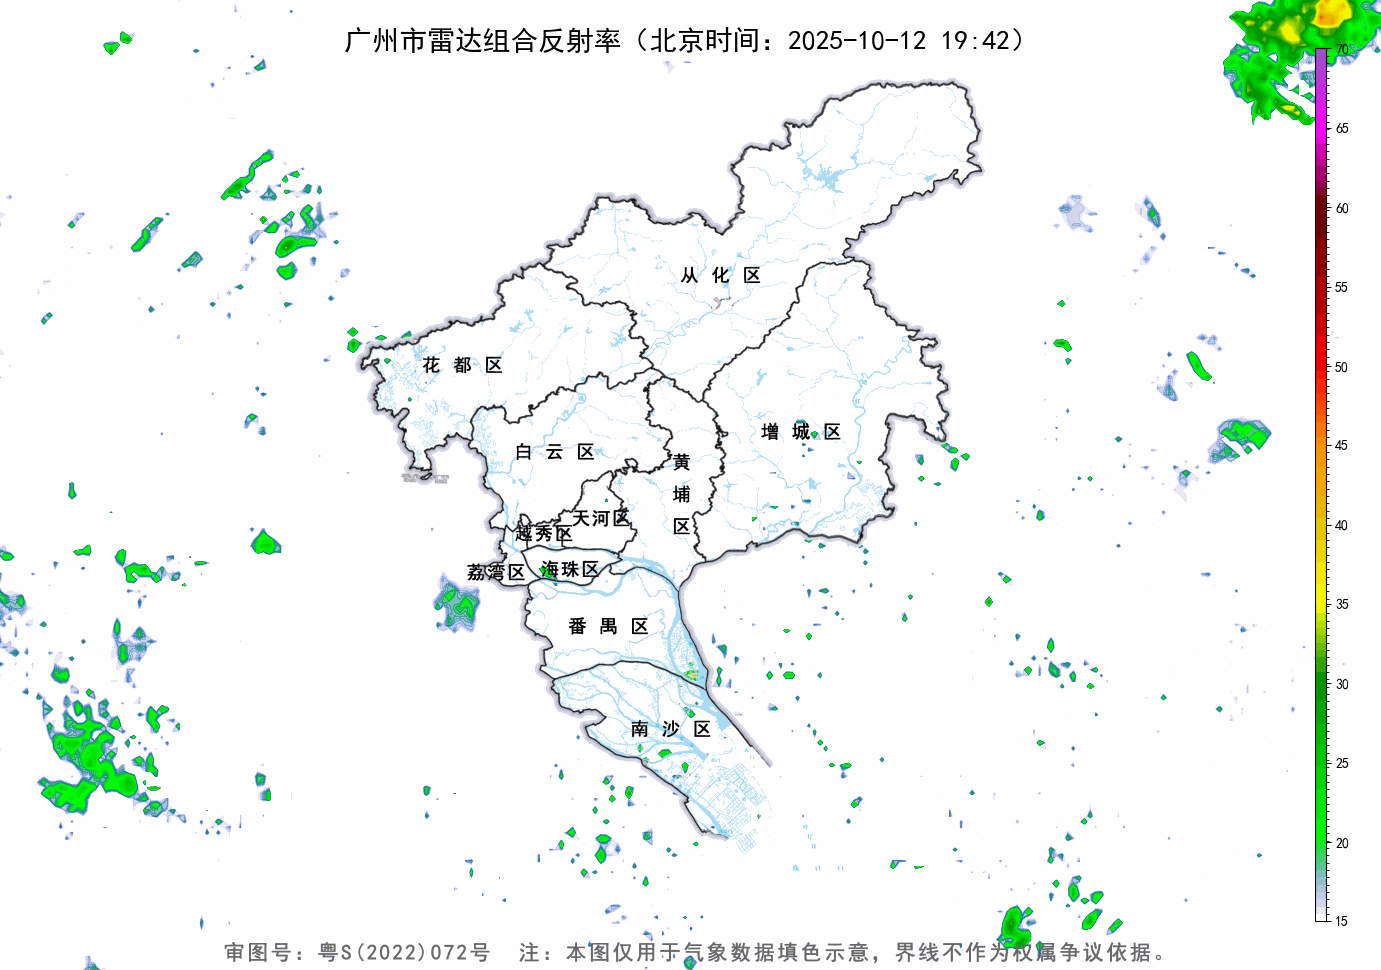 广州市雷达组合反射率（北京时间：2025-10-12 19:42）
70
65
60
55
50
45
40
35
30
25
20
15
从化区
花都区
增城区
白云区
黄埔区
天河区
越秀区
荔湾区
海珠区
番禺区
南沙区
审图号：粤S(2022)072号 注：本图仅用于气象数据填色示意，界线不作为权属争议依据。